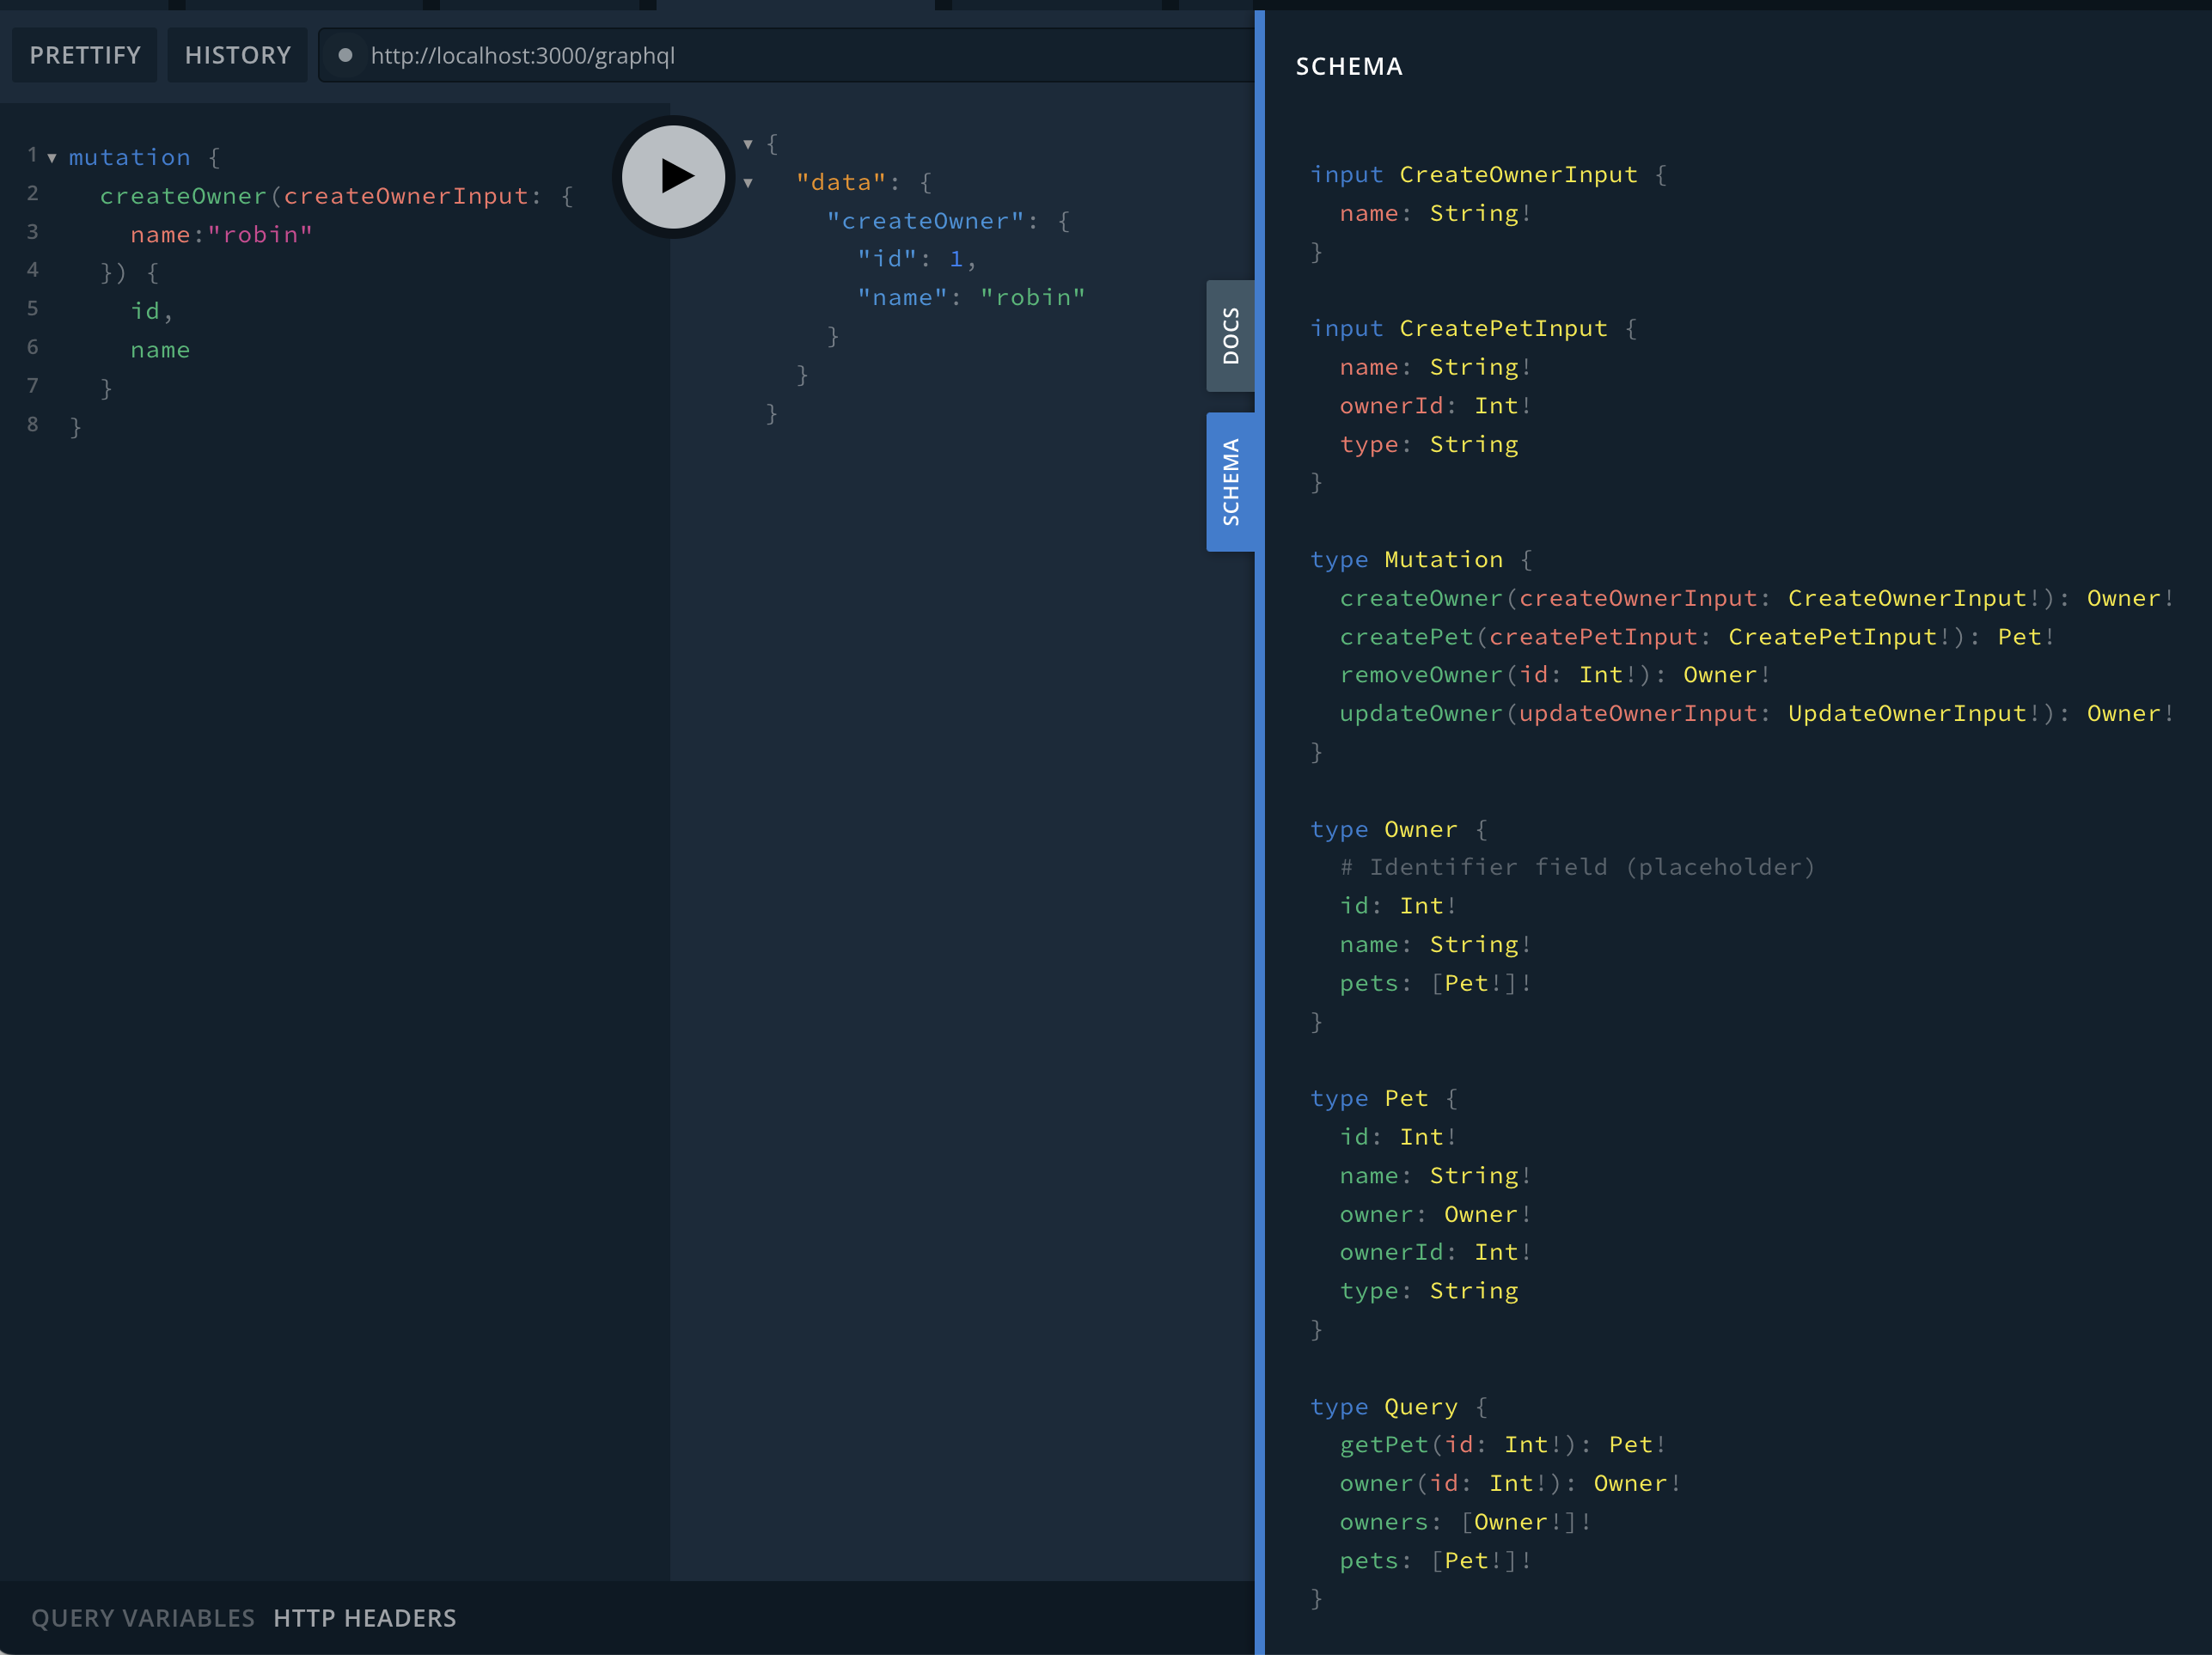 PRETTIFY HISTORY http://localhost:3000/graphql
1 mutation {
2 createOwner(createOwnerInput: {
3 name:"robin"
4 }) {
5 id,
6 name
7 }
8 }
{
"data": {
"createOwner": {
"id": 1,
"name": "robin"
}
}
}
DOCS
SCHEMA
SCHEMA
input CreateOwnerInput {
name: String!
}
input CreatePetInput {
name: String!
ownerId: Int!
type: String
}
type Mutation {
createOwner(createOwnerInput: CreateOwnerInput!): Owner!
createPet(createPetInput: CreatePetInput!): Pet!
removeOwner(id: Int!): Owner!
updateOwner(updateOwnerInput: UpdateOwnerInput!): Owner!
}
type Owner {
# Identifier field (placeholder)
id: Int!
name: String!
pets: [Pet!]!
}
type Pet {
id: Int!
name: String!
owner: Owner!
ownerId: Int!
type: String
}
type Query {
getPet(id: Int!): Pet!
owner(id: Int!): Owner!
owners: [Owner!]!
pets: [Pet!]!
}
QUERY VARIABLES HTTP HEADERS